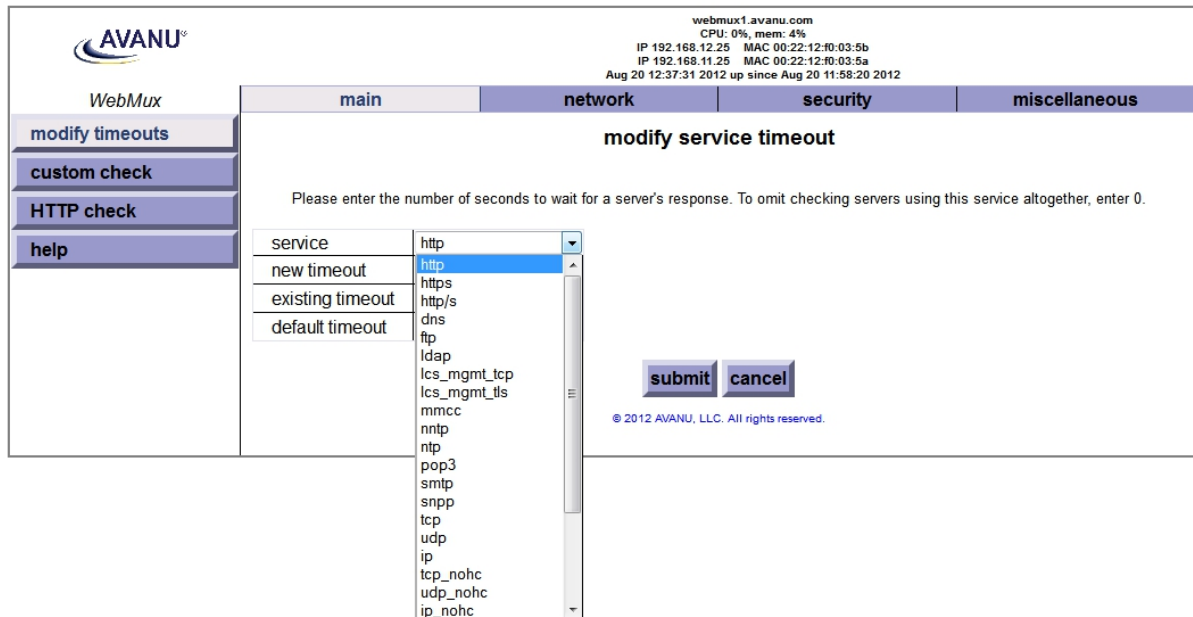 AVANU®
webmux1.avanu.com
CPU: 0%, mem: 4%
IP 192.168.12.25 MAC 00:22:12:f0:03:5b
IP 192.168.11.25 MAC 00:22:12:f0:03:5a
Aug 20 12:37:31 2012 up since Aug 20 11:58:20 2012
WebMux
main network security miscellaneous
modify timeouts
custom check
HTTP check
help
modify service timeout
Please enter the number of seconds to wait for a server's response. To omit checking servers using this service altogether, enter 0.
service http
new timeout
existing timeout
default timeout
http
https
http/s
dns
ftp
ldap
lcs_mgmt_tcp
lcs_mgmt_tls
mmcc
nntp
ntp
pop3
smtp
snpp
tcp
udp
ip
tcp_nohc
udp_nohc
ip_nohc
submit cancel
© 2012 AVANU, LLC. All rights reserved.